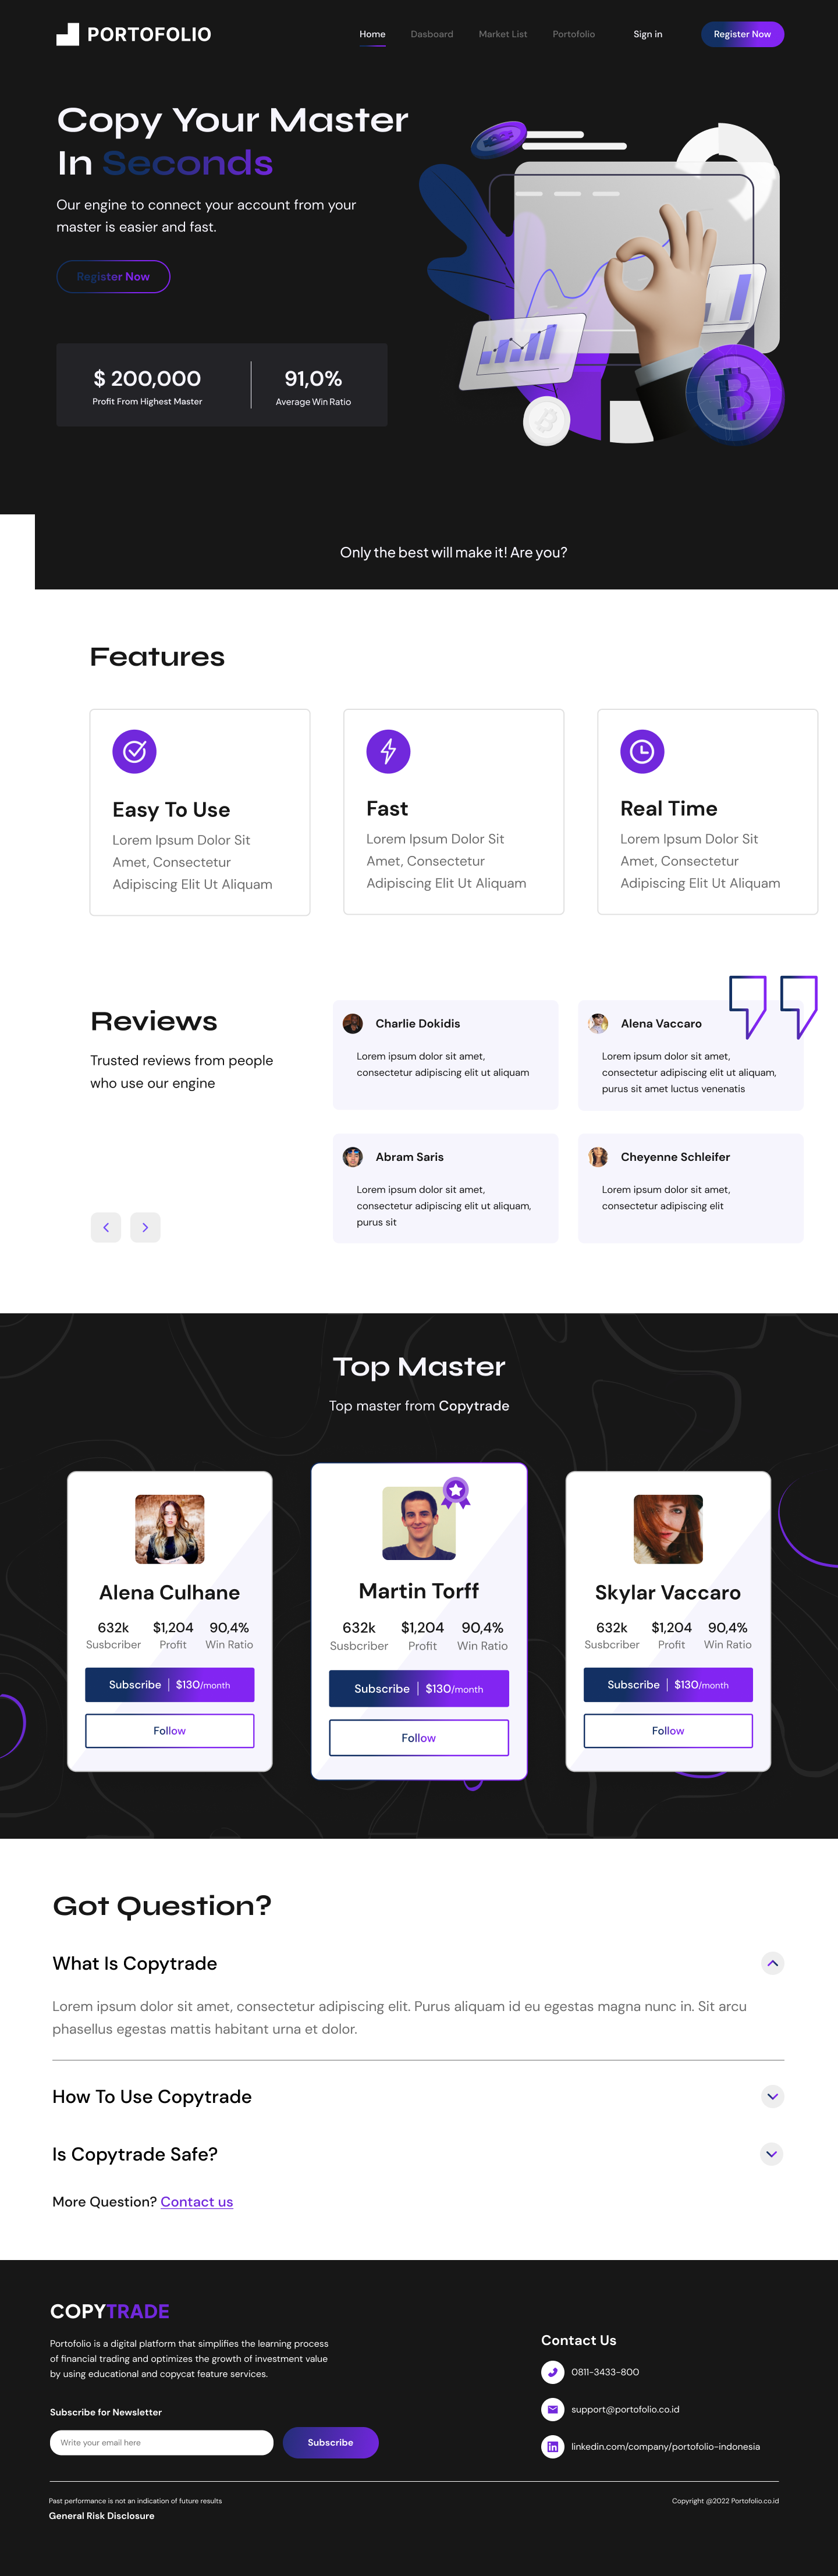 PORTOFOLIO
Home
Dasboard
Market List
Portofolio
Sign in
Register Now
Copy Your Master
In Seconds
Our engine to connect your account from your
master is easier and fast.
Register Now
$ 200,000
Profit From Highest Master
91,0%
Average Win Ratio
Only the best will make it! Are you?
Features
Easy To Use
Lorem Ipsum Dolor Sit
Amet, Consectetur
Adipiscing Elit Ut Aliquam
Fast
Lorem Ipsum Dolor Sit
Amet, Consectetur
Adipiscing Elit Ut Aliquam
Real Time
Lorem Ipsum Dolor Sit
Amet, Consectetur
Adipiscing Elit Ut Aliquam
Reviews
Trusted reviews from people
who use our engine
Charlie Dokidis
Lorem ipsum dolor sit amet,
consectetur adipiscing elit ut aliquam
Alena Vaccaro
Lorem ipsum dolor sit amet,
consectetur adipiscing elit ut aliquam,
purus sit amet luctus venenatis
Abram Saris
Lorem ipsum dolor sit amet,
consectetur adipiscing elit ut aliquam,
purus sit
Cheyenne Schleifer
Lorem ipsum dolor sit amet,
consectetur adipiscing elit
Top Master
Top master from Copytrade
Alena Culhane
632k
Susbcriber
$1,204
Profit
90,4%
Win Ratio
Subscribe | $130/month
Follow
Martin Torff
632k
Susbcriber
$1,204
Profit
90,4%
Win Ratio
Subscribe | $130/month
Follow
Skylar Vaccaro
632k
Susbcriber
$1,204
Profit
90,4%
Win Ratio
Subscribe | $130/month
Follow
Got Question?
What Is Copytrade
Lorem ipsum dolor sit amet, consectetur adipiscing elit. Purus aliquam id eu egestas magna nunc in. Sit arcu
phasellus egestas mattis habitant urna et dolor.
How To Use Copytrade
Is Copytrade Safe?
More Question? Contact us
COPYTRADE
Portofolio is a digital platform that simplifies the learning process
of financial trading and optimizes the growth of investment value
by using educational and copycat feature services.
Subscribe for Newsletter
Write your email here
Subscribe
Contact Us
0811-3433-800
support@portofolio.co.id
linkedin.com/company/portofolio-indonesia
Past performance is not an indication of future results
General Risk Disclosure
Copyright @2022 Portofolio.co.id